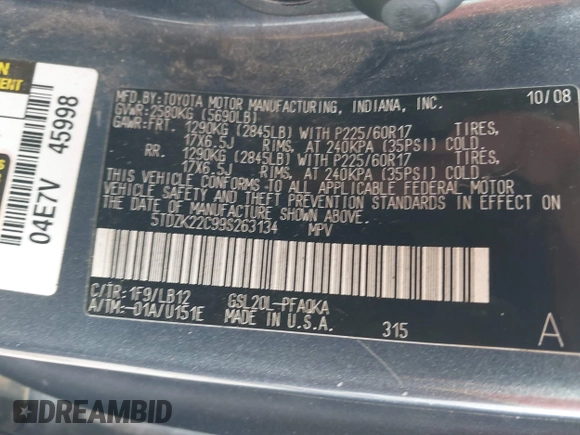 N
MENT
04E7V 45998
MFD.BY:TOYOTA MOTOR MANUFACTURING, INDIANA, INC. 10/08
GVWR:2580KG (5690LB)
GAWR:FRT. 1290KG (2845LB) WITH P225/60R17 TIRES,
17X6.5J RIMS, AT 240KPA (35PSI) COLD.
RR. 1290KG (2845LB) WITH P225/60R17 TIRES,
17X6.5J RIMS, AT 240KPA (35PSI) COLD.
THIS VEHICLE CONFORMS TO ALL APPLICABLE FEDERAL MOTOR
VEHICLE SAFETY AND THEFT PREVENTION STANDARDS IN EFFECT ON
THE DATE OF MANUFACTURE SHOWN ABOVE.
5TDZK22C99S263134 MPV
C/TR:1F9/LB12 GSL20L-PFAQKA
A/TM:-01A/U151E MADE IN U.S.A. 315 A
DREAMBID